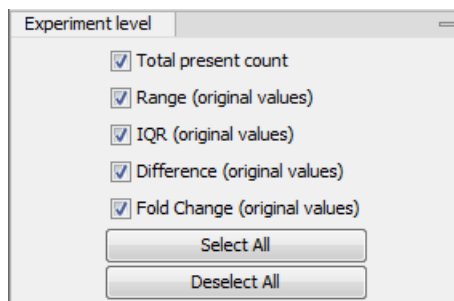 Experiment level
Total present count
Range (original values)
IQR (original values)
Difference (original values)
Fold Change (original values)
Select All
Deselect All